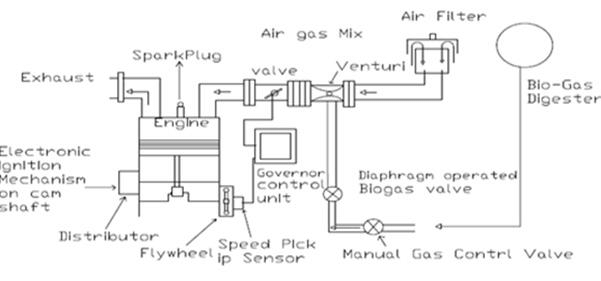 Air Filter
Air gas Mix
SparkPlug
Exhaust
valve
Venturi
Bio-Gas
Digester
Engine
Electronic
Ignition
Mechanism
on cam
shaft
Governor
control
unit
Diaphragm operated
Biogas valve
Distributor
Flywheel
Speed Pick
ip Sensor
Manual Gas Contrl Valve